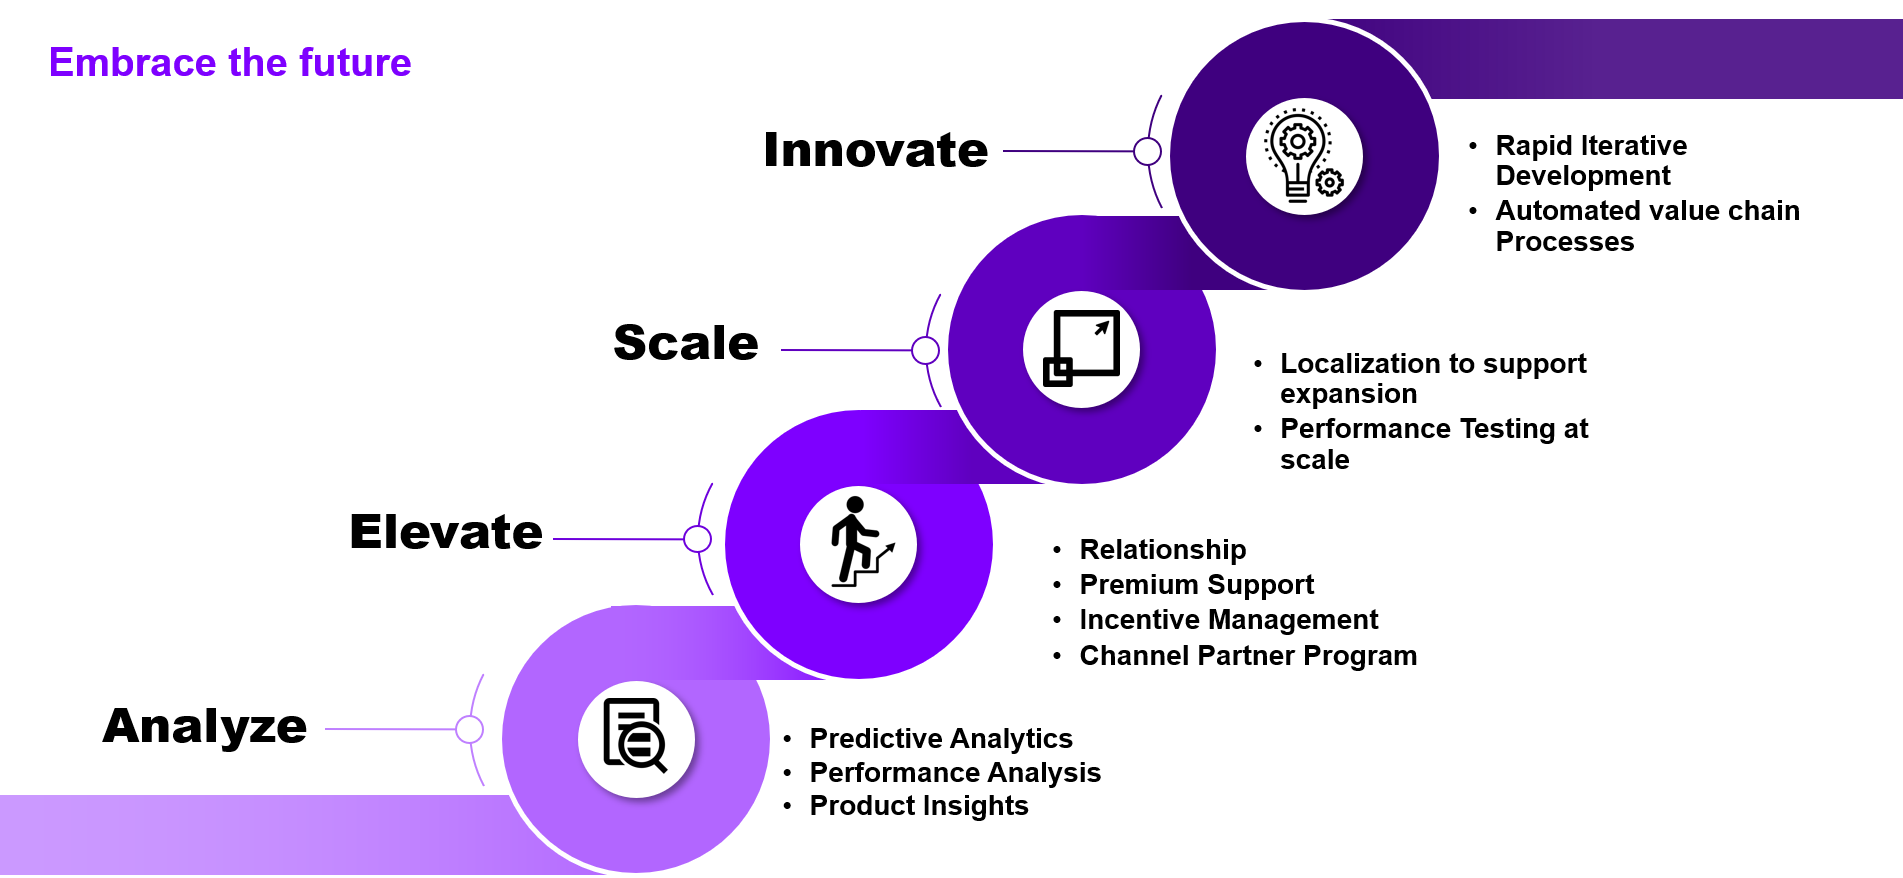 Embrace the future
Innovate
• Rapid Iterative
Development
• Automated value chain
Processes
Scale
• Localization to support
expansion
• Performance Testing at
scale
Elevate
• Relationship
• Premium Support
• Incentive Management
• Channel Partner Program
Analyze
• Predictive Analytics
• Performance Analysis
• Product Insights